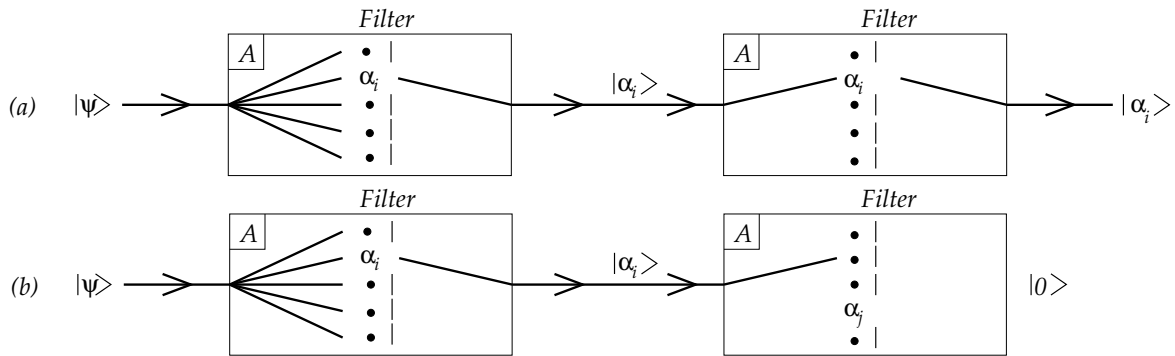 Filter Filter
A A
(a) |ψ> α_i |α_i> α_i |α_i>
Filter Filter
A A
(b) |ψ> α_i |α_i> α_j |0>